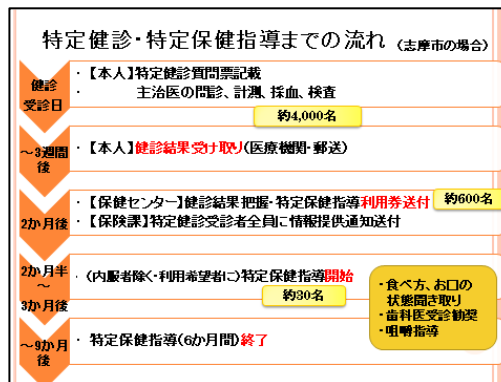 特定健診・特定保健指導までの流れ (志摩市の場合)
健診
受診日
・【本人】特定健診質問票記載
・ 主治医の問診、計測、採血、検査
約4,000名
～3週間
後
・【本人】健診結果受け取り(医療機関・郵送)
2か月後
・【保健センター】健診結果把握・特定保健指導利用券送付
約600名
・【保険課】特定健診受診者全員に情報提供通知送付
2か月半
～
3か月後
・(内服者除く・利用希望者に)特定保健指導開始
約30名
・食べ方、お口の
状態聞き取り
・歯科医受診勧奨
・咀嚼指導
～9か月
後
・特定保健指導(6か月間)終了